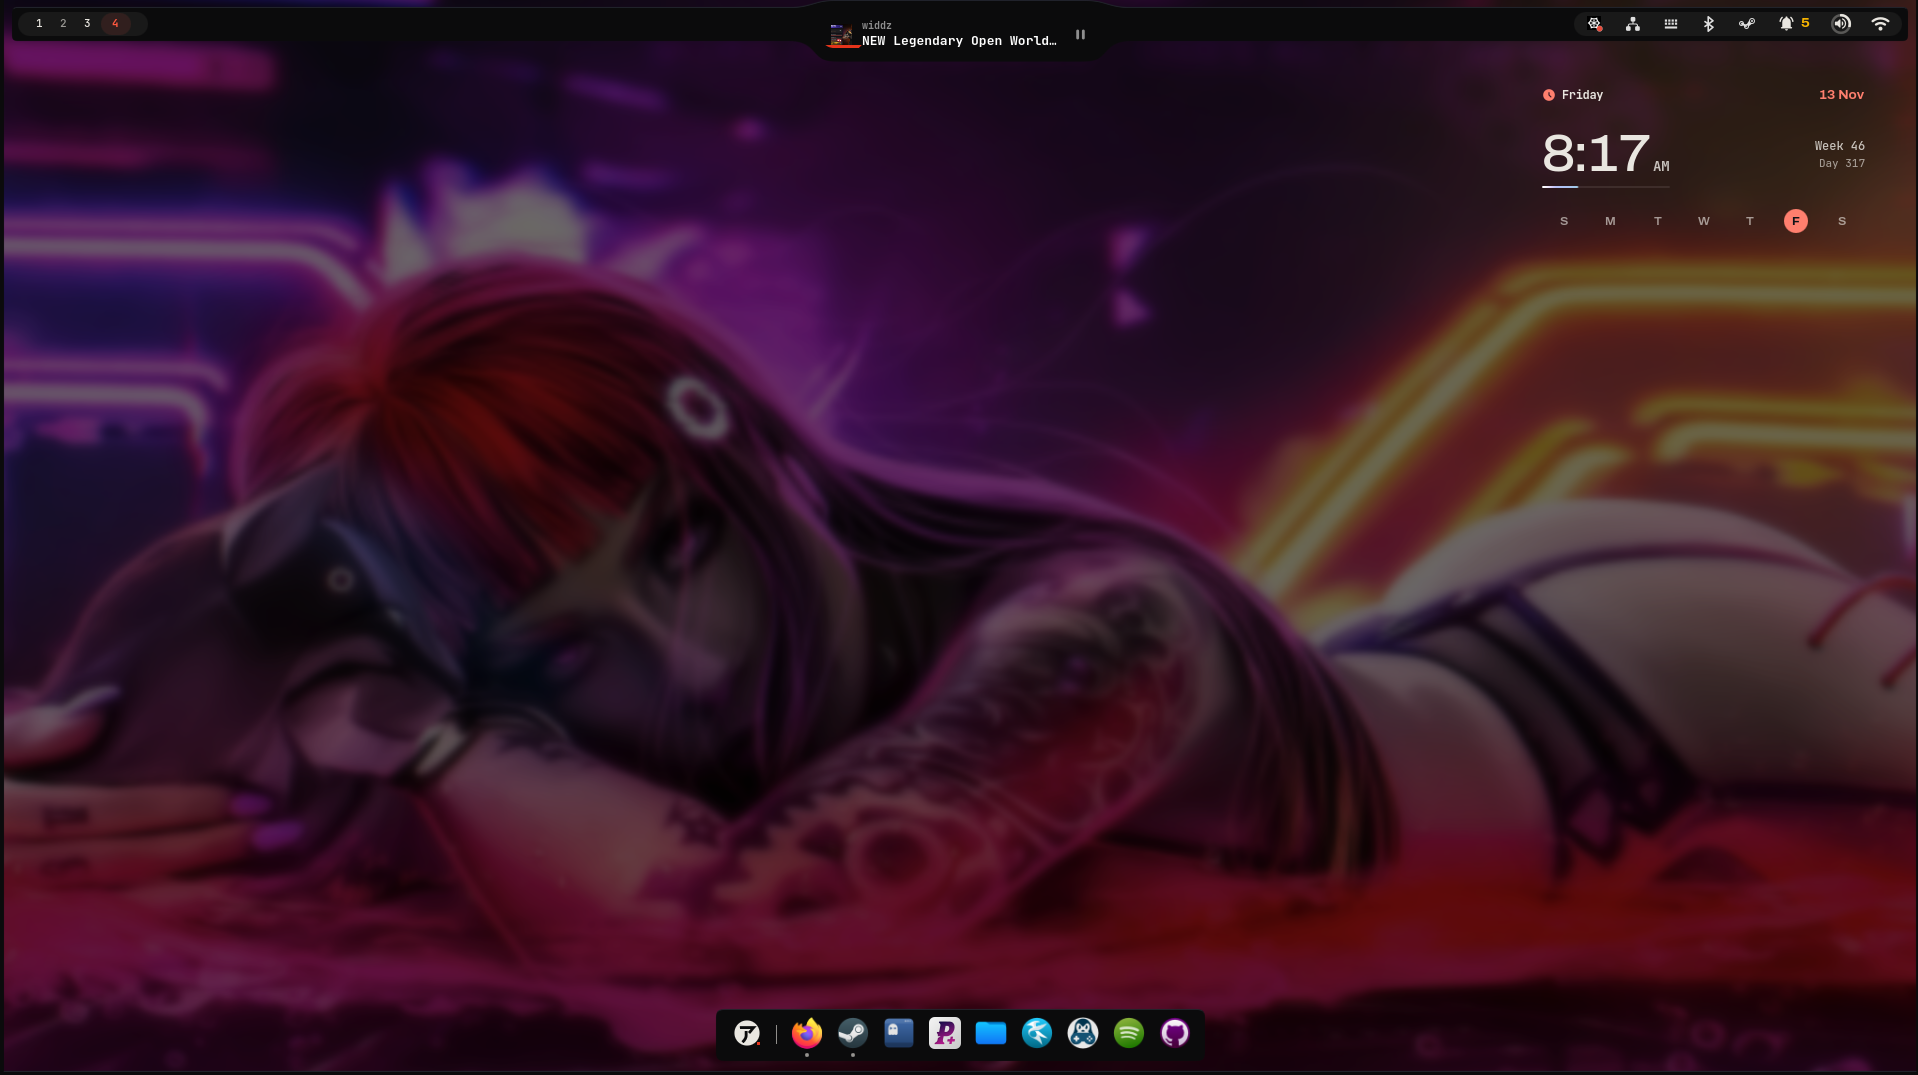 1 2 3 4
widdz
NEW Legendary Open World…
5
Friday
13 Nov
8:17 AM
Week 46
Day 317
S M T W T F S